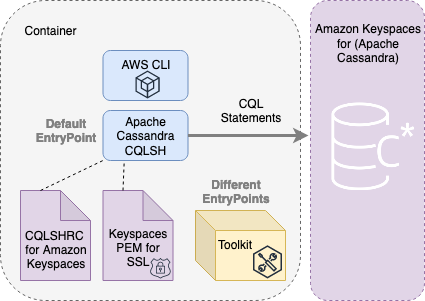 Container
AWS CLI
Default
EntryPoint
Apache
Cassandra
CQLSH
CQL
Statements
Amazon Keyspaces
for (Apache
Cassandra)
C*
CQLSHRC
for Amazon
Keyspaces
Keyspaces
PEM for
SSL
Different
EntryPoints
Toolkit